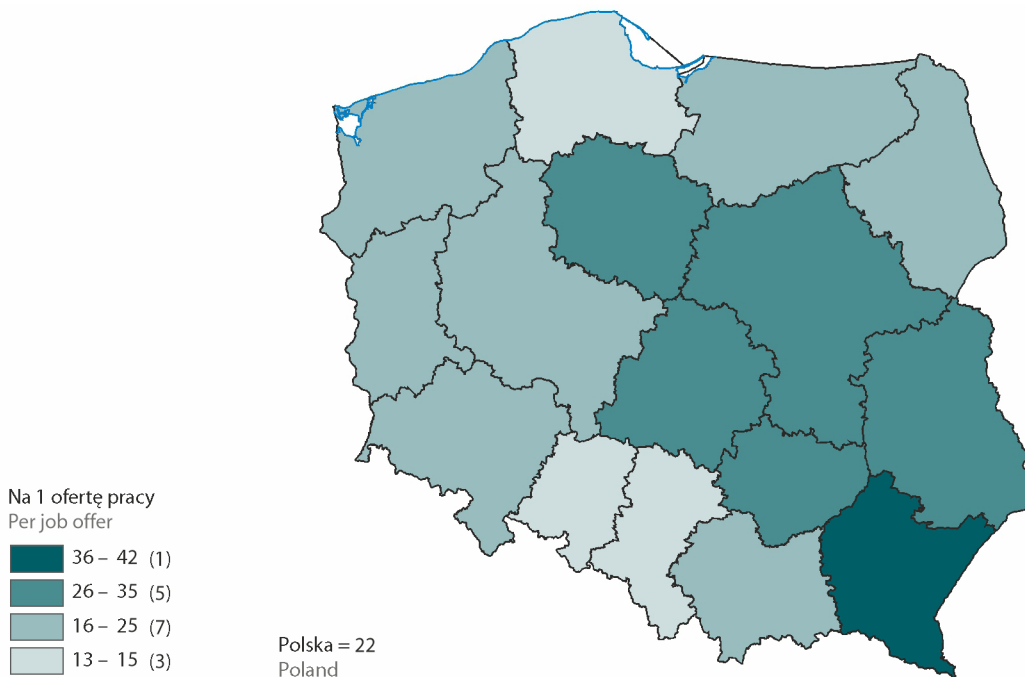 Na 1 ofertę pracy
Per job offer
36 – 42 (1)
26 – 35 (5)
16 – 25 (7)
13 – 15 (3)
Polska = 22
Poland